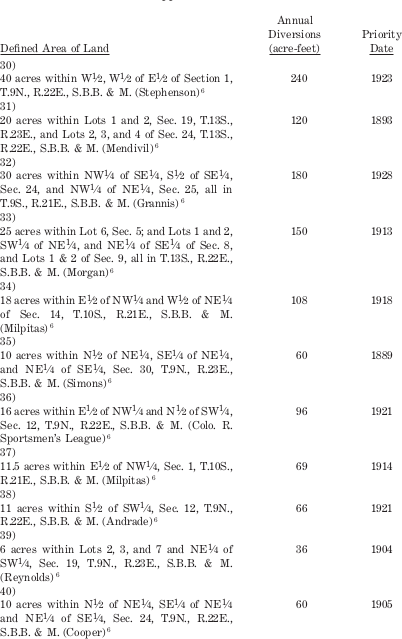 Annual
Diversions Priority
Defined Area of Land (acre-feet) Date
30)
40 acres within W½, W½ of E½ of Section 1, 240 1923
T.9N., R.22E., S.B.B. & M. (Stephenson)⁶
31)
20 acres within Lots 1 and 2, Sec. 19, T.13S., 120 1893
R.23E., and Lots 2, 3, and 4 of Sec. 24, T.13S.,
R.22E., S.B.B. & M. (Mendivil)⁶
32)
30 acres within NW¼ of SE¼, S½ of SE¼, 180 1928
Sec. 24, and NW¼ of NE¼, Sec. 25, all in
T.9S., R.21E., S.B.B. & M. (Grannis)⁶
33)
25 acres within Lot 6, Sec. 5; and Lots 1 and 2, 150 1913
SW¼ of NE¼, and NE¼ of SE¼ of Sec. 8,
and Lots 1 & 2 of Sec. 9, all in T.13S., R.22E.,
S.B.B. & M. (Morgan)⁶
34)
18 acres within E½ of NW¼ and W½ of NE¼ 108 1918
of Sec. 14, T.10S., R.21E., S.B.B. & M.
(Milpitas)⁶
35)
10 acres within N½ of NE¼, SE¼ of NE¼, 60 1889
and NE¼ of SE¼, Sec. 30, T.9N., R.23E.,
S.B.B. & M. (Simons)⁶
36)
16 acres within E½ of NW¼ and N½ of SW¼, 96 1921
Sec. 12, T.9N., R.22E., S.B.B. & M. (Colo. R.
Sportsmen's League)⁶
37)
11.5 acres within E½ of NW¼, Sec. 1, T.10S., 69 1914
R.21E., S.B.B. & M. (Milpitas)⁶
38)
11 acres within S½ of SW¼, Sec. 12, T.9N., 66 1921
R.22E., S.B.B. & M. (Andrade)⁶
39)
6 acres within Lots 2, 3, and 7 and NE¼ of 36 1904
SW¼, Sec. 19, T.9N., R.23E., S.B.B. & M.
(Reynolds)⁶
40)
10 acres within N½ of NE¼, SE¼ of NE¼ 60 1905
and NE¼ of SE¼, Sec. 24, T.9N., R.22E.,
S.B.B. & M. (Cooper)⁶